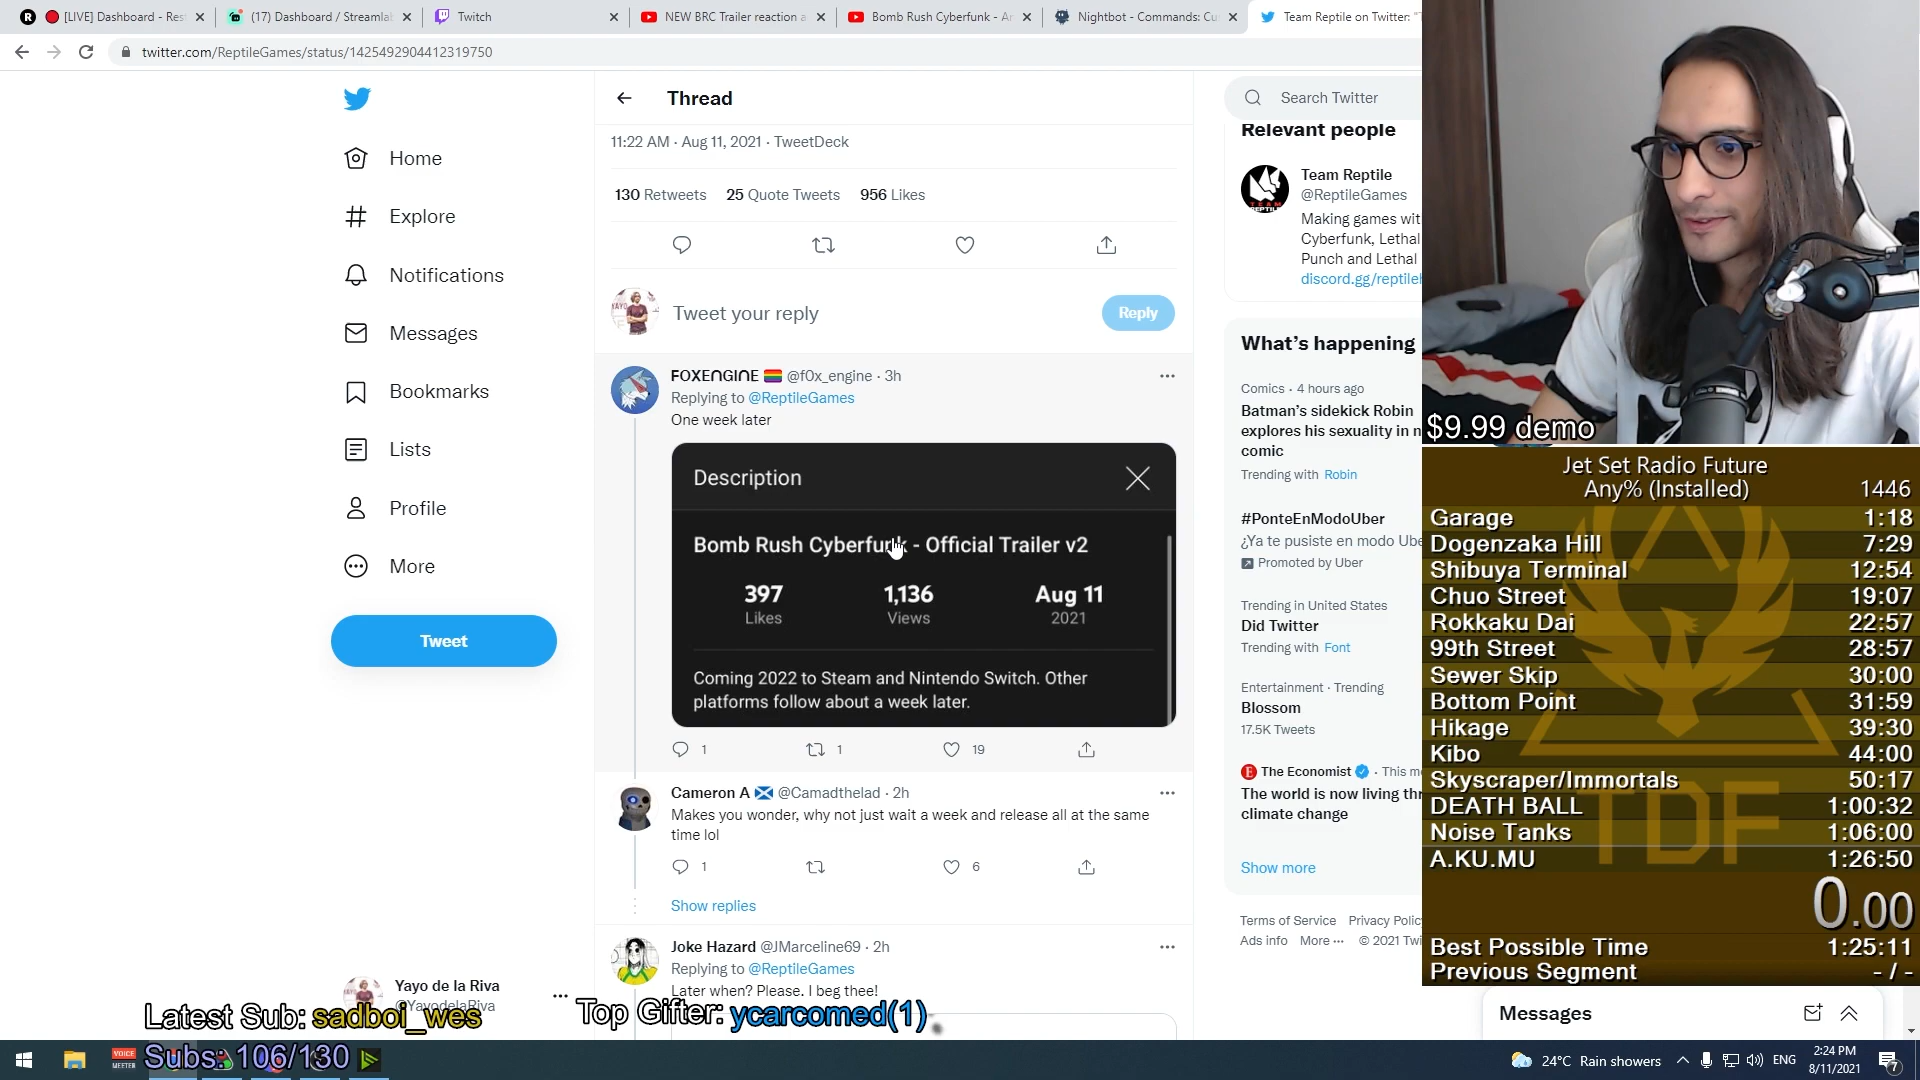 [LIVE] Dashboard - Res
(17) Dashboard / Streamla
Twitch
NEW BRC Trailer reaction a
Bomb Rush Cyberfunk - A
Nightbot - Commands: Cu
Team Reptile on Twitter: "
twitter.com/ReptileGames/status/1425492904412319750
Home
Explore
Notifications
Messages
Bookmarks
Lists
Profile
More
Tweet
Yayo de la Riva
@YayodelaRiva
Thread
11:22 AM · Aug 11, 2021 · TweetDeck
130 Retweets 25 Quote Tweets 956 Likes
Tweet your reply
Reply
FOXENGINE @f0x_engine · 3h
Replying to @ReptileGames
One week later
Description
Bomb Rush Cyberfunk - Official Trailer v2
397 1,136 Aug 11
Likes Views 2021
Coming 2022 to Steam and Nintendo Switch. Other
platforms follow about a week later.
1 1 19
Cameron A @Camadthelad · 2h
Makes you wonder, why not just wait a week and release all at the same
time lol
1 6
Show replies
Joke Hazard @JMarceline69 · 2h
Replying to @ReptileGames
Later when? Please. I beg thee!
Search Twitter
Relevant people
Team Reptile
@ReptileGames
Making games wit
Cyberfunk, Lethal
Punch and Lethal
discord.gg/reptile
What's happening
Comics · 4 hours ago
Batman's sidekick Robin
explores his sexuality in n
comic
Trending with Robin
#PonteEnModoUber
¿Ya te pusiste en modo Ube
Promoted by Uber
Trending in United States
Did Twitter
Trending with Font
Entertainment · Trending
Blossom
17.5K Tweets
The Economist · This m
The world is now living thr
climate change
Show more
Terms of Service Privacy Polic
Ads info More ··· © 2021 Twi
Messages
$9.99 demo
Jet Set Radio Future
Any% (Installed) 1446
Garage 1:18
Dogenzaka Hill 7:29
Shibuya Terminal 12:54
Chuo Street 19:07
Rokkaku Dai 22:57
99th Street 28:57
Sewer Skip 30:00
Bottom Point 31:59
Hikage 39:30
Kibo 44:00
Skyscraper/Immortals 50:17
DEATH BALL 1:00:32
Noise Tanks 1:06:00
A.KU.MU 1:26:50
TDF
0.00
Best Possible Time 1:25:11
Previous Segment - / -
Latest Sub: sadboi_wes
Top Gifter: ycarcomed(1)
Subs: 106/130
VOICE
MEETER
24°C Rain showers
ENG
2:24 PM
8/11/2021
7